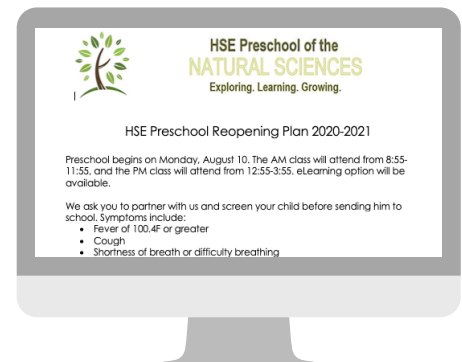 HSE Preschool of the
NATURAL SCIENCES
Exploring. Learning. Growing.
HSE Preschool Reopening Plan 2020-2021
Preschool begins on Monday, August 10. The AM class will attend from 8:55-
11:55, and the PM class will attend from 12:55-3:55. eLearning option will be
available.
We ask you to partner with us and screen your child before sending him to
school. Symptoms include:
• Fever of 100.4F or greater
• Cough
• Shortness of breath or difficulty breathing